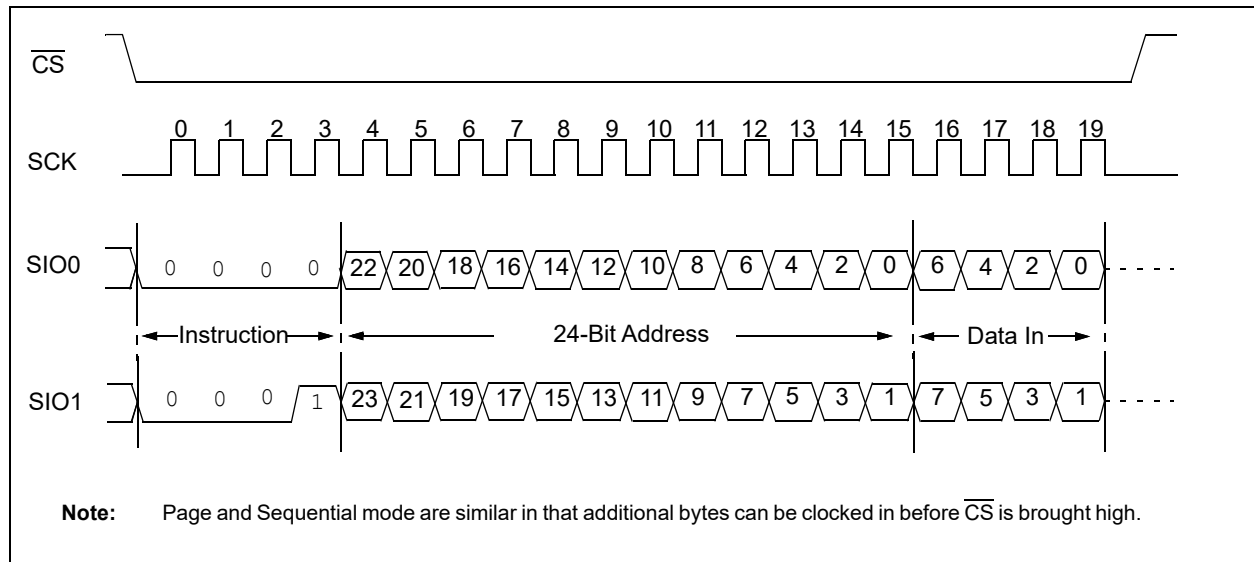 CS
0 1 2 3 4 5 6 7 8 9 10 11 12 13 14 15 16 17 18 19
SCK
SIO0 0 0 0 0 22 20 18 16 14 12 10 8 6 4 2 0 6 4 2 0
Instruction 24-Bit Address Data In
SIO1 0 0 0 1 23 21 19 17 15 13 11 9 7 5 3 1 7 5 3 1
Note: Page and Sequential mode are similar in that additional bytes can be clocked in before CS is brought high.